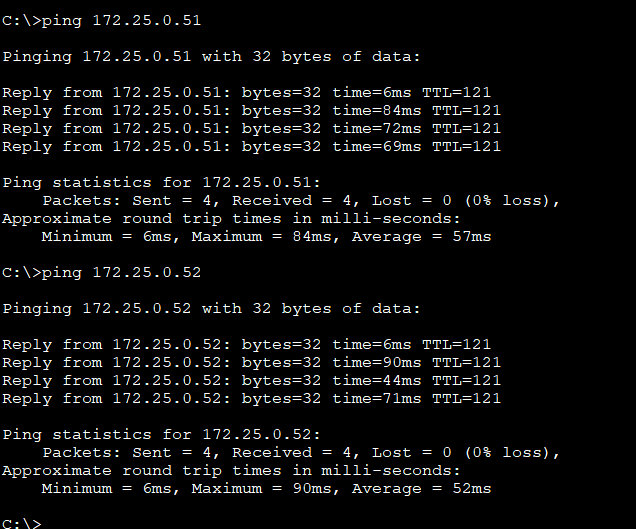 C:\>ping 172.25.0.51
Pinging 172.25.0.51 with 32 bytes of data:
Reply from 172.25.0.51: bytes=32 time=6ms TTL=121
Reply from 172.25.0.51: bytes=32 time=84ms TTL=121
Reply from 172.25.0.51: bytes=32 time=72ms TTL=121
Reply from 172.25.0.51: bytes=32 time=69ms TTL=121
Ping statistics for 172.25.0.51:
    Packets: Sent = 4, Received = 4, Lost = 0 (0% loss),
Approximate round trip times in milli-seconds:
    Minimum = 6ms, Maximum = 84ms, Average = 57ms
C:\>ping 172.25.0.52
Pinging 172.25.0.52 with 32 bytes of data:
Reply from 172.25.0.52: bytes=32 time=6ms TTL=121
Reply from 172.25.0.52: bytes=32 time=90ms TTL=121
Reply from 172.25.0.52: bytes=32 time=44ms TTL=121
Reply from 172.25.0.52: bytes=32 time=71ms TTL=121
Ping statistics for 172.25.0.52:
    Packets: Sent = 4, Received = 4, Lost = 0 (0% loss),
Approximate round trip times in milli-seconds:
    Minimum = 6ms, Maximum = 90ms, Average = 52ms
C:\>